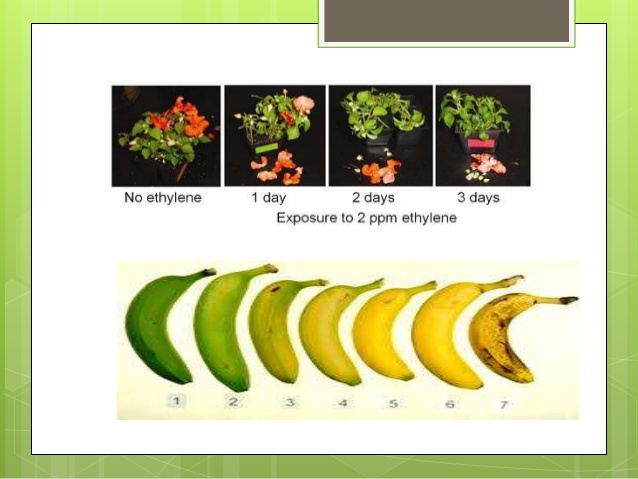 No ethylene 1 day 2 days 3 days
Exposure to 2 ppm ethylene
1 2 3 4 5 6 7